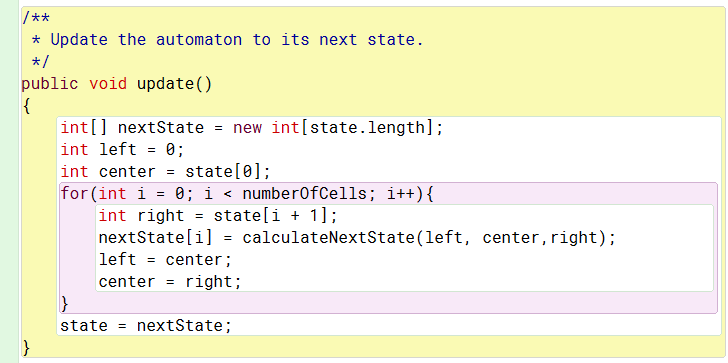 /**
 * Update the automaton to its next state.
 */
public void update()
{
    int[] nextState = new int[state.length];
    int left = 0;
    int center = state[0];
    for(int i = 0; i < numberOfCells; i++){
        int right = state[i + 1];
        nextState[i] = calculateNextState(left, center,right);
        left = center;
        center = right;
    }
    state = nextState;
}